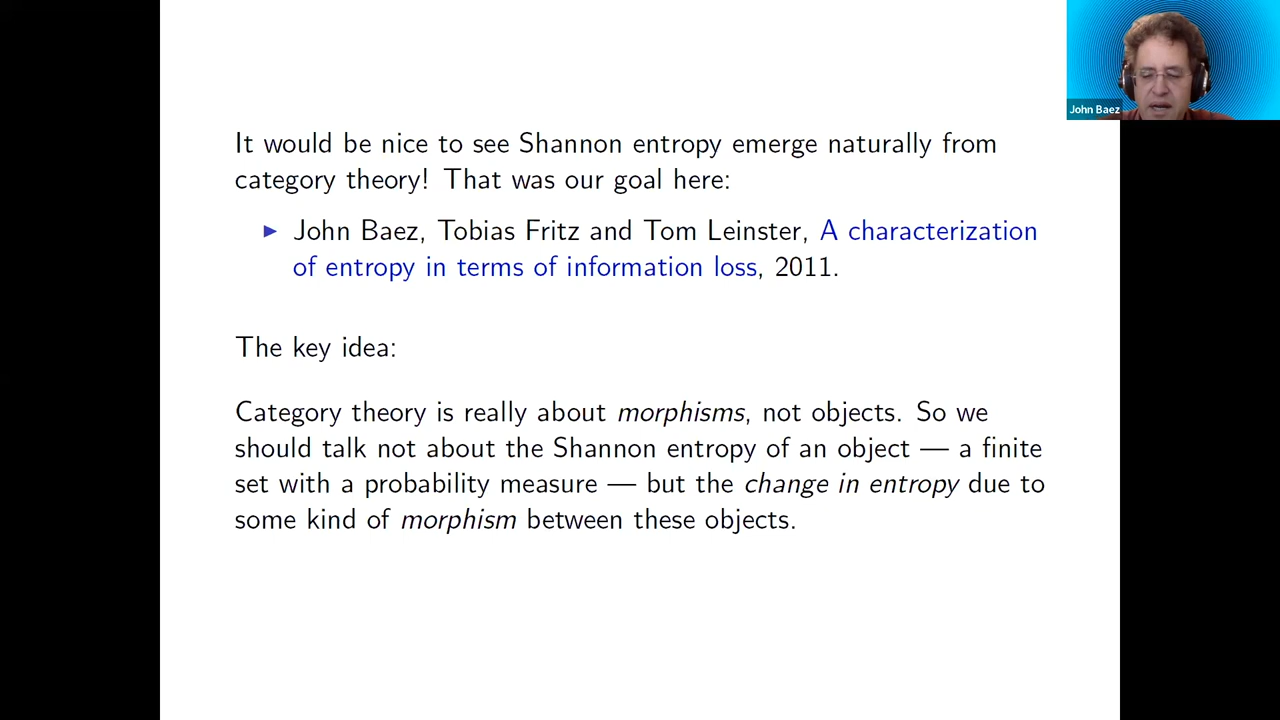 It would be nice to see Shannon entropy emerge naturally from
category theory! That was our goal here:
▶ John Baez, Tobias Fritz and Tom Leinster, A characterization
of entropy in terms of information loss, 2011.
The key idea:
Category theory is really about morphisms, not objects. So we
should talk not about the Shannon entropy of an object — a finite
set with a probability measure — but the change in entropy due to
some kind of morphism between these objects.
John Baez